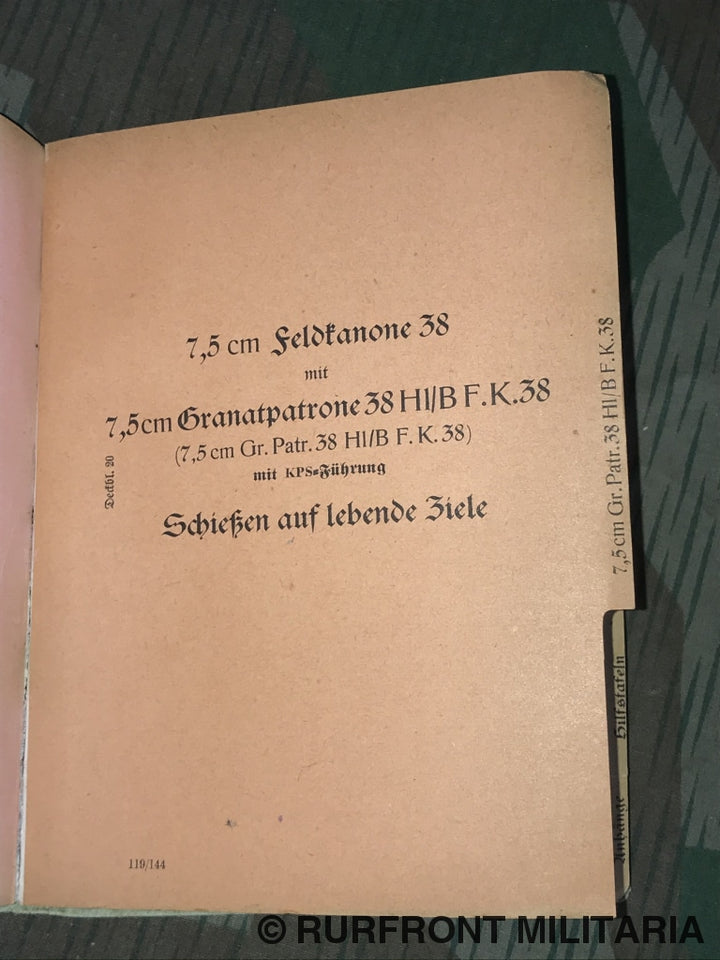 7,5 cm Feldkanone 38
mit
7,5cm Granatpatrone 38 Hl/B F.K.38
(7,5 cm Gr. Patr. 38 Hl/B F. K. 38)
mit KPS=Führung
Schießen auf lebende Ziele
Deckbl. 20
119/144
7,5cm Gr. Patr. 38 Hl/B F.K.38
Hilfstafeln
Anhänge
© RURFRONT MILITARIA